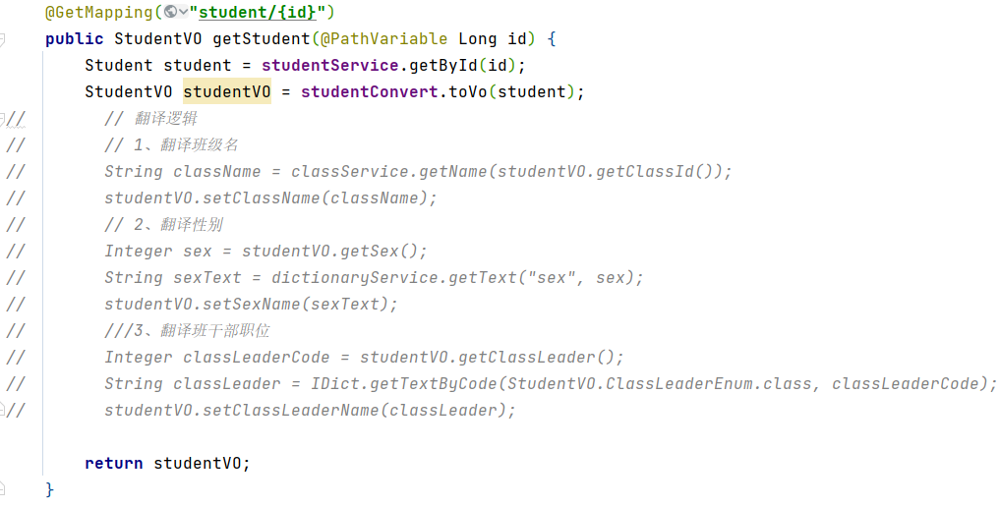 @GetMapping("student/{id}")
public StudentVO getStudent(@PathVariable Long id) {
Student student = studentService.getById(id);
StudentVO studentVO = studentConvert.toVo(student);
// // 翻译逻辑
// // 1、翻译班级名
// String className = classService.getName(studentVO.getClassId());
// studentVO.setClassName(className);
// // 2、翻译性别
// Integer sex = studentVO.getSex();
// String sexText = dictionaryService.getText("sex", sex);
// studentVO.setSexName(sexText);
// ///3、翻译班干部职位
// Integer classLeaderCode = studentVO.getClassLeader();
// String classLeader = IDict.getTextByCode(StudentVO.ClassLeaderEnum.class, classLeaderCode);
// studentVO.setClassLeaderName(classLeader);
return studentVO;
}